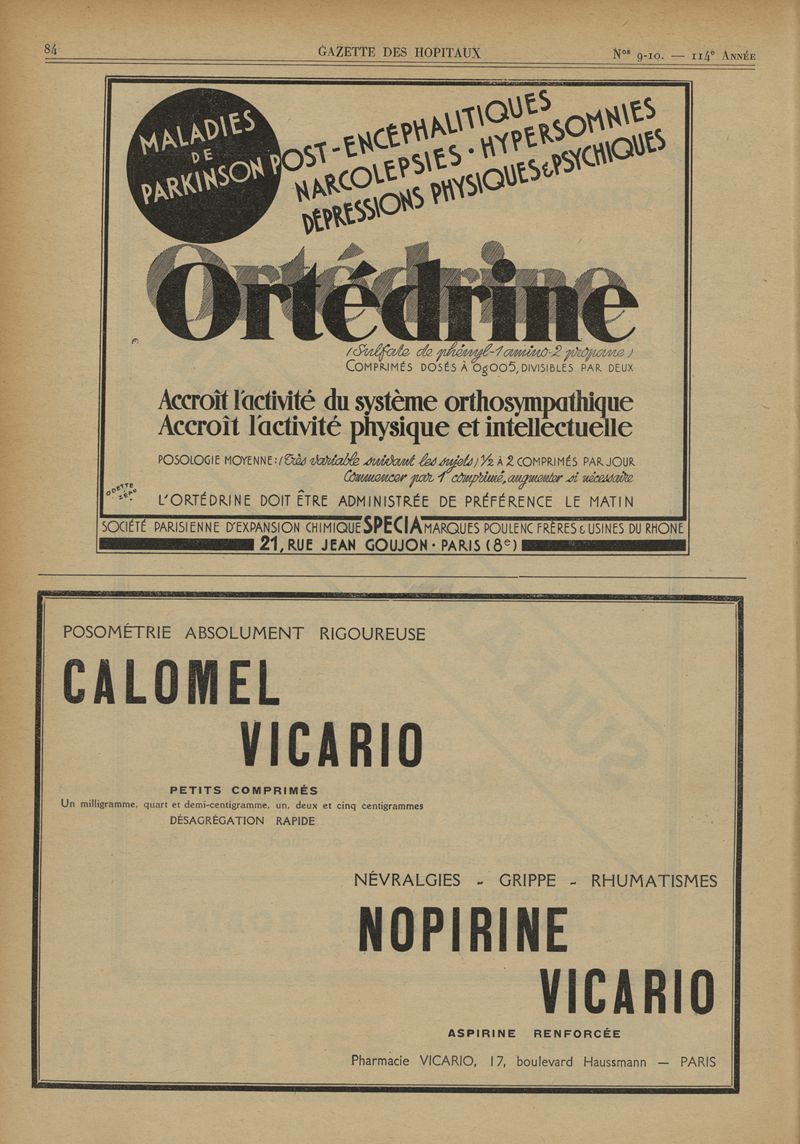 84
GAZETTE DES HOPITAUX
Nos 9-10. — 114e ANNÉE
MALADIES
DE
PARKINSON POST-ENCÉPHALITIQUES
NARCOLEPSIES · HYPERSOMNIES
DÉPRESSIONS PHYSIQUES & PSYCHIQUES
Ortédrine
(Sulfate de phényl-1 amino-2 propane)
COMPRIMÉS DOSÉS À 0g005, DIVISIBLES PAR DEUX
Accroît l'activité du système orthosympathique
Accroît l'activité physique et intellectuelle
POSOLOGIE MOYENNE: (Très variable suivant les sujets) ½ À 2 COMPRIMÉS PAR JOUR
Commencer par 1 comprimé, augmenter si nécessaire
L'ORTÉDRINE DOIT ÊTRE ADMINISTRÉE DE PRÉFÉRENCE LE MATIN
ODETTE
SOCIÉTÉ PARISIENNE D'EXPANSION CHIMIQUE SPECIA MARQUES POULENC FRÈRES & USINES DU RHONE
21, RUE JEAN GOUJON · PARIS (8e)
POSOMÉTRIE ABSOLUMENT RIGOUREUSE
CALOMEL
VICARIO
PETITS COMPRIMÉS
Un milligramme, quart et demi-centigramme, un, deux et cinq centigrammes
DÉSAGRÉGATION RAPIDE
NÉVRALGIES - GRIPPE - RHUMATISMES
NOPIRINE
VICARIO
ASPIRINE RENFORCÉE
Pharmacie VICARIO, 17, boulevard Haussmann — PARIS